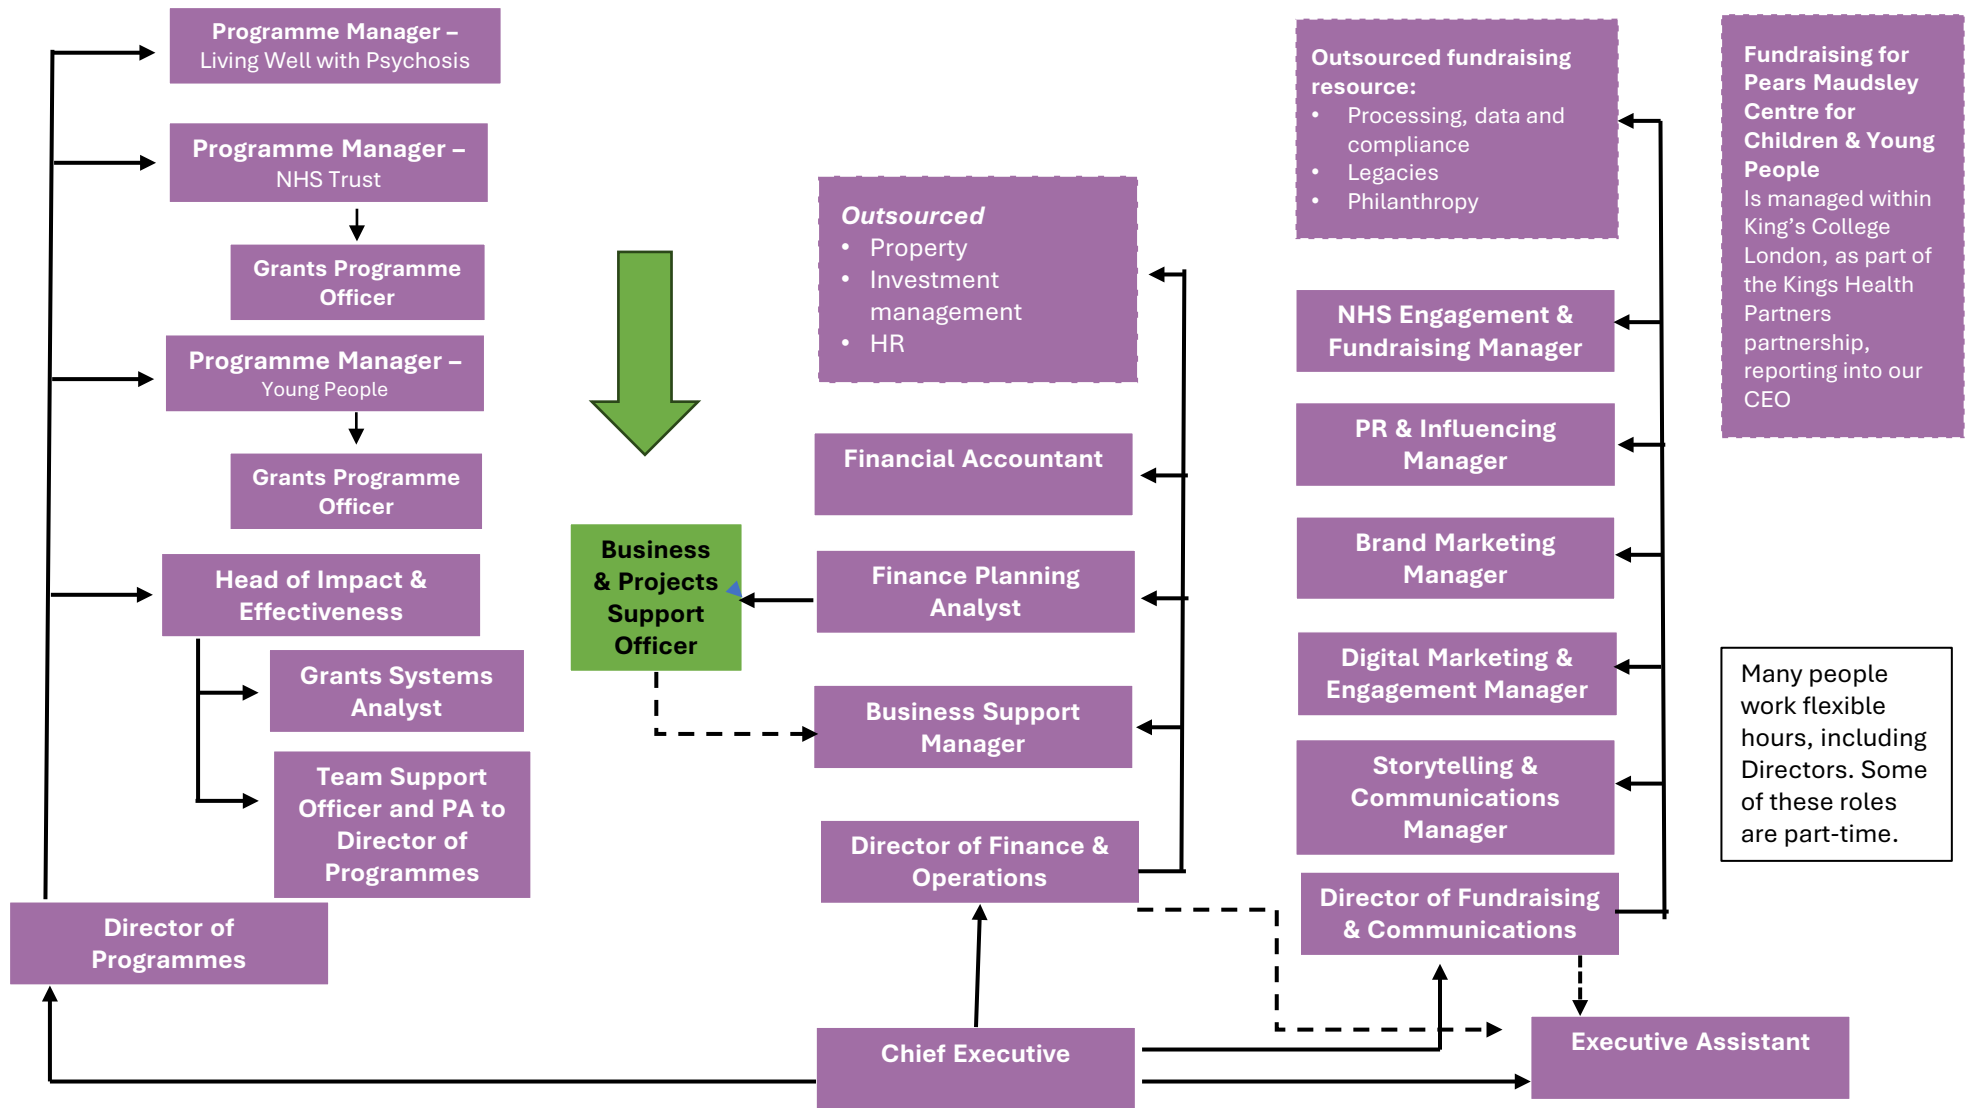 Programme Manager –
Living Well with Psychosis
Programme Manager –
NHS Trust
Grants Programme
Officer
Programme Manager –
Young People
Grants Programme
Officer
Head of Impact &
Effectiveness
Grants Systems
Analyst
Team Support
Officer and PA to
Director of
Programmes
Director of
Programmes
Business
& Projects
Support
Officer
Outsourced
• Property
• Investment
management
• HR
Financial Accountant
Finance Planning
Analyst
Business Support
Manager
Director of Finance &
Operations
Chief Executive
Outsourced fundraising
resource:
• Processing, data and
compliance
• Legacies
• Philanthropy
NHS Engagement &
Fundraising Manager
PR & Influencing
Manager
Brand Marketing
Manager
Digital Marketing &
Engagement Manager
Storytelling &
Communications
Manager
Director of Fundraising
& Communications
Executive Assistant
Fundraising for
Pears Maudsley
Centre for
Children & Young
People
Is managed within
King’s College
London, as part of
the Kings Health
Partners
partnership,
reporting into our
CEO
Many people
work flexible
hours, including
Directors. Some
of these roles
are part-time.